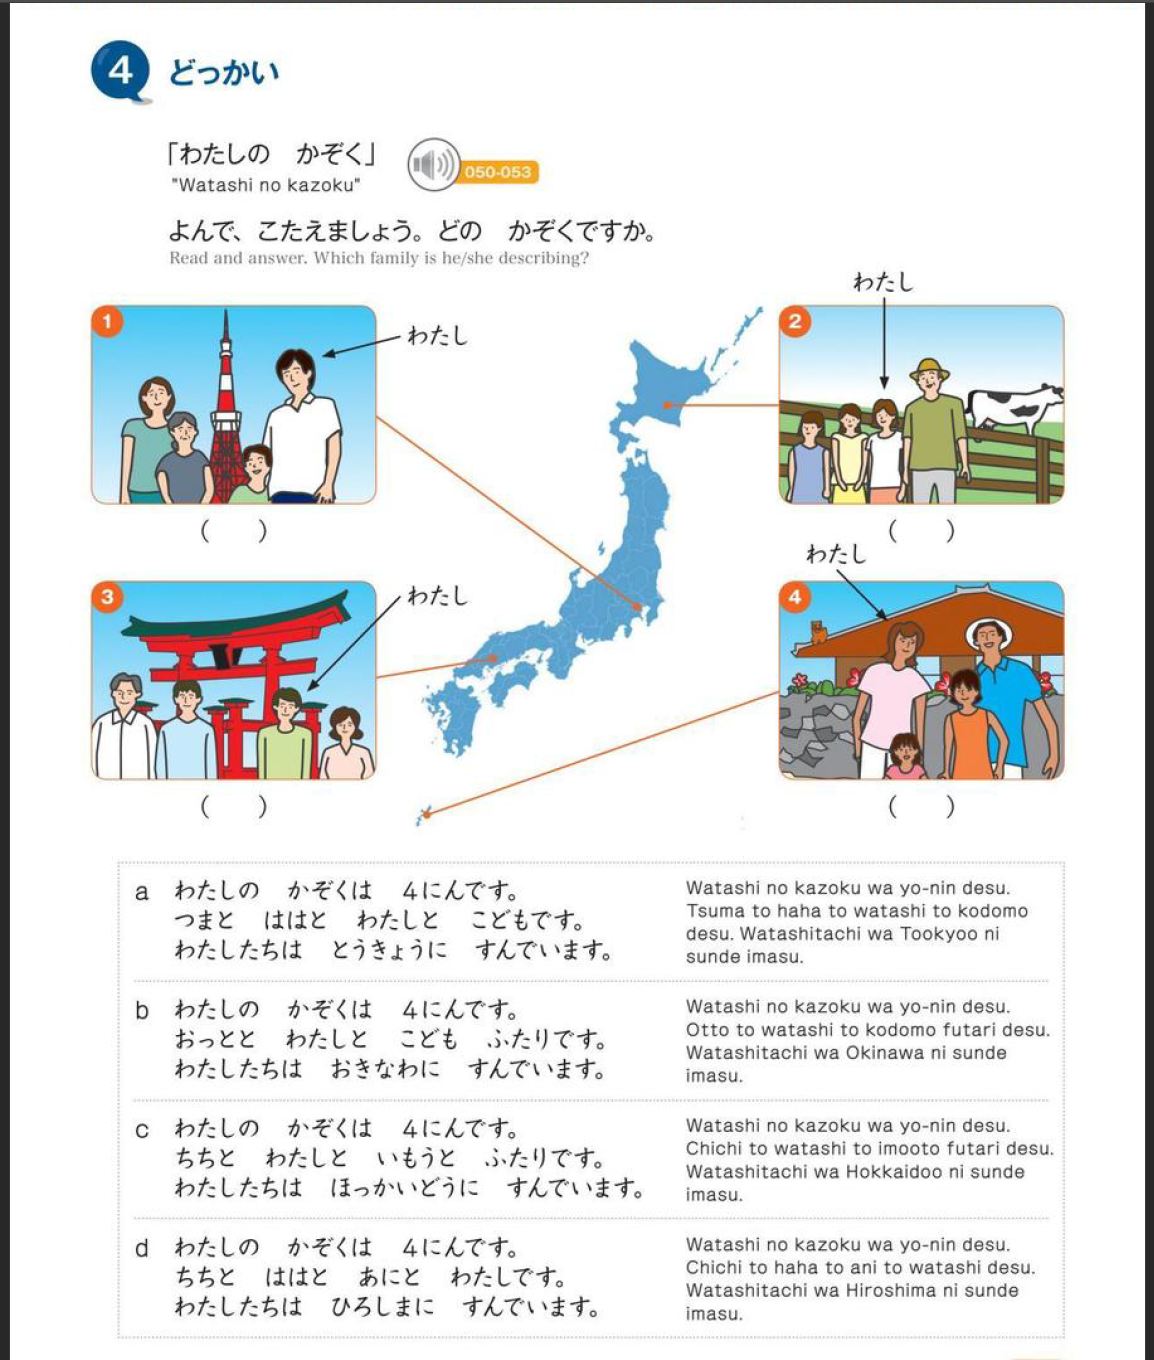 4 どっかい
「わたしの かぞく」
050-053
"Watashi no kazoku"
よんで、こたえましょう。どの かぞくですか。
Read and answer. Which family is he/she describing?
わたし
1
2
わたし
( )
( )
わたし
3
4
わたし
( )
( )
a わたしの かぞくは 4にんです。
つまと ははと わたしと こどもです。
わたしたちは とうきょうに すんでいます。
Watashi no kazoku wa yo-nin desu.
Tsuma to haha to watashi to kodomo
desu. Watashitachi wa Tookyoo ni
sunde imasu.
b わたしの かぞくは 4にんです。
おっとと わたしと こども ふたりです。
わたしたちは おきなわに すんでいます。
Watashi no kazoku wa yo-nin desu.
Otto to watashi to kodomo futari desu.
Watashitachi wa Okinawa ni sunde
imasu.
c わたしの かぞくは 4にんです。
ちちと わたしと いもうと ふたりです。
わたしたちは ほっかいどうに すんでいます。
Watashi no kazoku wa yo-nin desu.
Chichi to watashi to imooto futari desu.
Watashitachi wa Hokkaidoo ni sunde
imasu.
d わたしの かぞくは 4にんです。
ちちと ははと あにと わたしです。
わたしたちは ひろしまに すんでいます。
Watashi no kazoku wa yo-nin desu.
Chichi to haha to ani to watashi desu.
Watashitachi wa Hiroshima ni sunde
imasu.